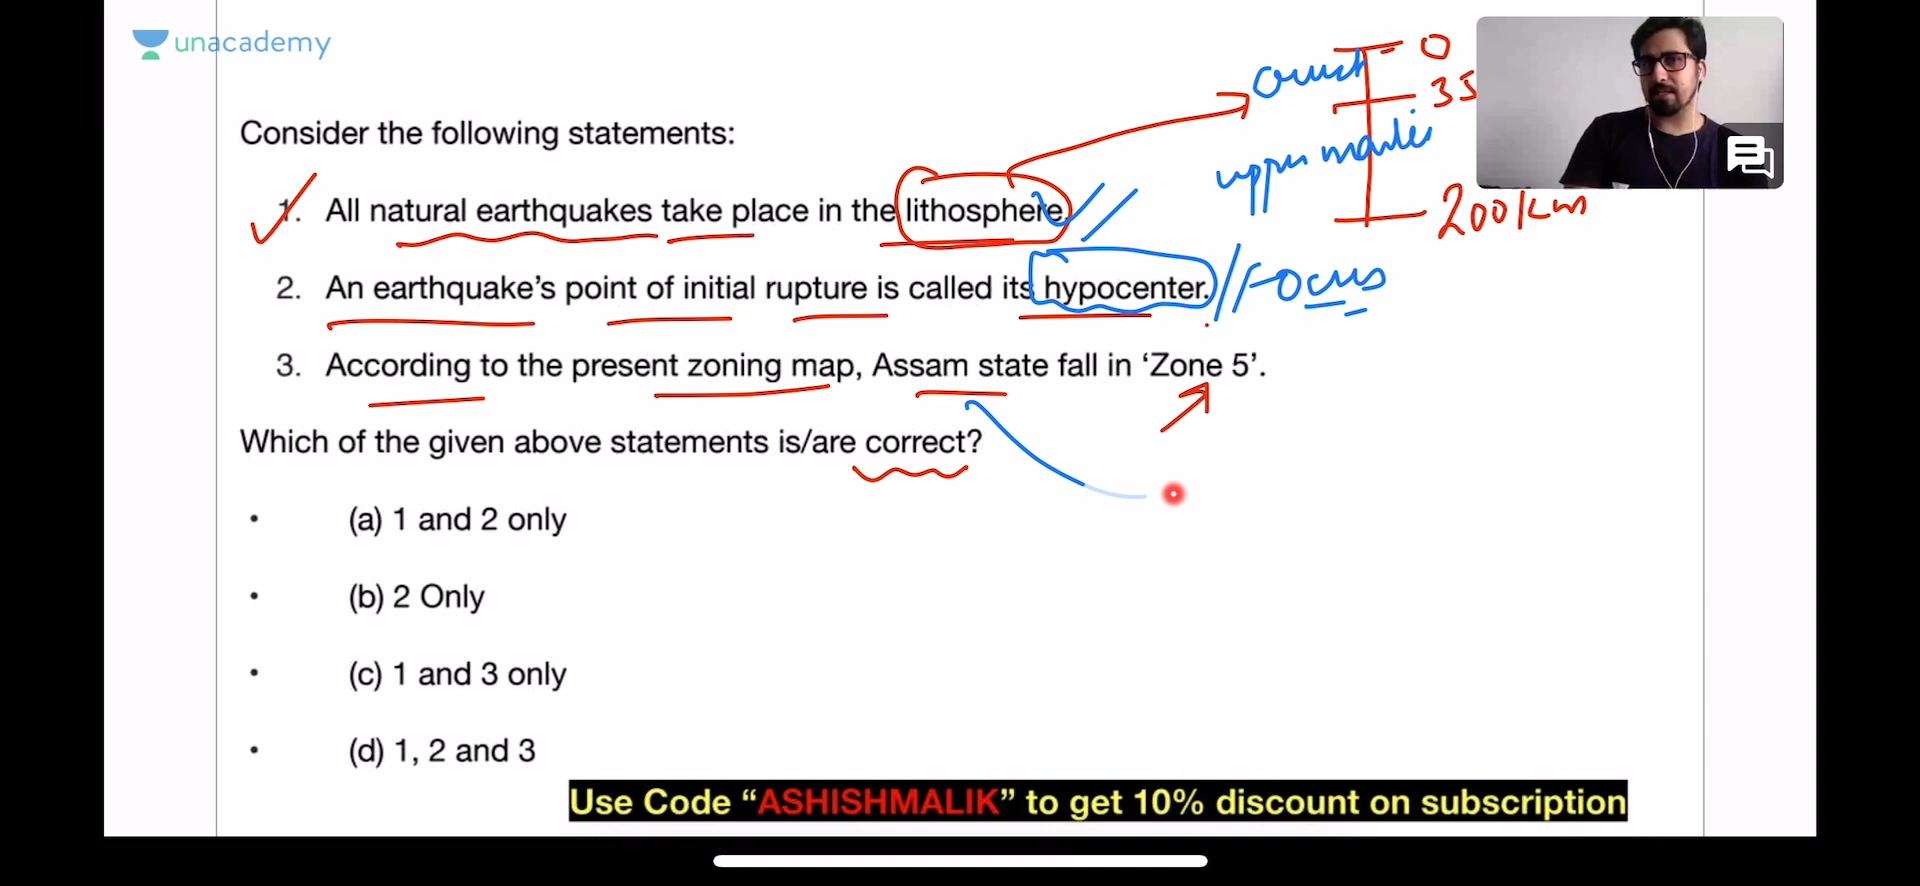 unacademy
Crust
0
35
upper mantle
200km
Consider the following statements:
1. All natural earthquakes take place in the lithosphere.
2. An earthquake's point of initial rupture is called its hypocenter. // Focus
3. According to the present zoning map, Assam state fall in ‘Zone 5’.
Which of the given above statements is/are correct?
• (a) 1 and 2 only
• (b) 2 Only
• (c) 1 and 3 only
• (d) 1, 2 and 3
Use Code “ASHISHMALIK” to get 10% discount on subscription